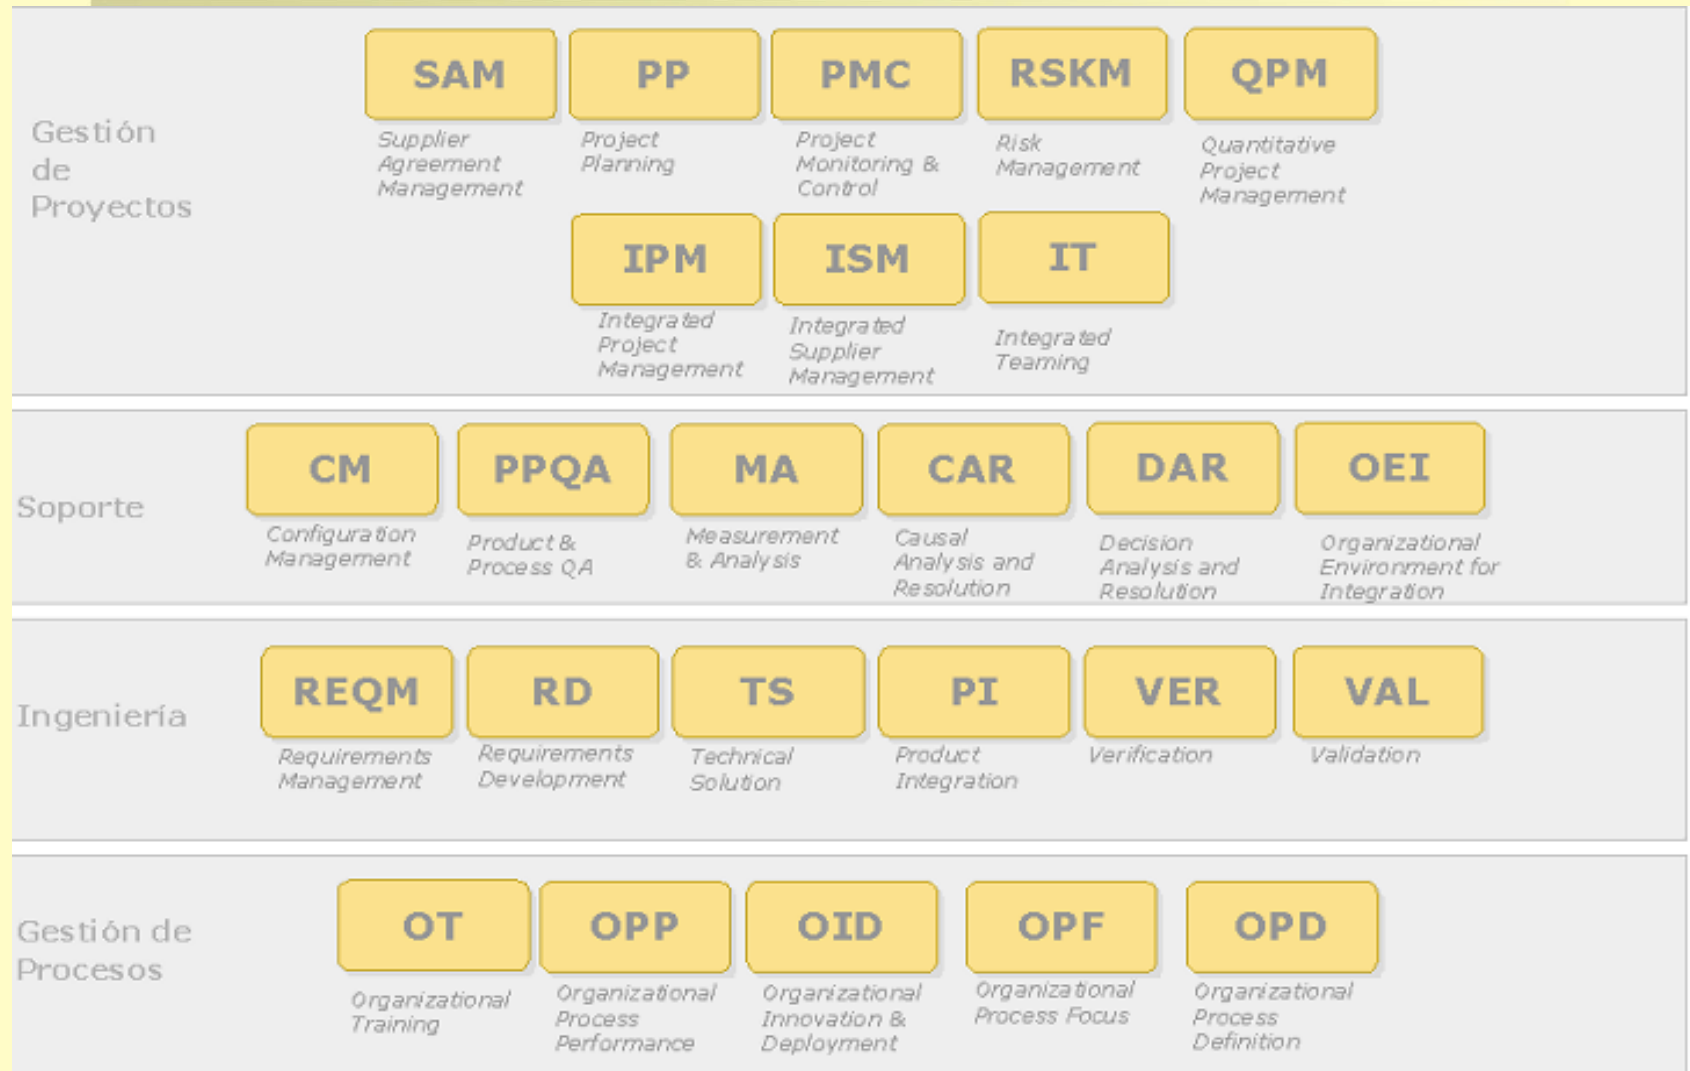 Gestión
de
Proyectos
SAM PP PMC RSKM QPM
Supplier
Agreement
Management
Project
Planning
Project
Monitoring &
Control
Risk
Management
Quantitative
Project
Management
IPM ISM IT
Integrated
Project
Management
Integrated
Supplier
Management
Integrated
Teaming
Soporte
CM PPQA MA CAR DAR OEI
Configuration
Management
Product &
Process QA
Measurement
& Analysis
Causal
Analysis and
Resolution
Decision
Analysis and
Resolution
Organizational
Environment for
Integration
Ingeniería
REQM RD TS PI VER VAL
Requirements
Management
Requirements
Development
Technical
Solution
Product
Integration
Verification
Validation
Gestión de
Procesos
OT OPP OID OPF OPD
Organizational
Training
Organizational
Process
Performance
Organizational
Innovation &
Deployment
Organizational
Process Focus
Organizational
Process
Definition